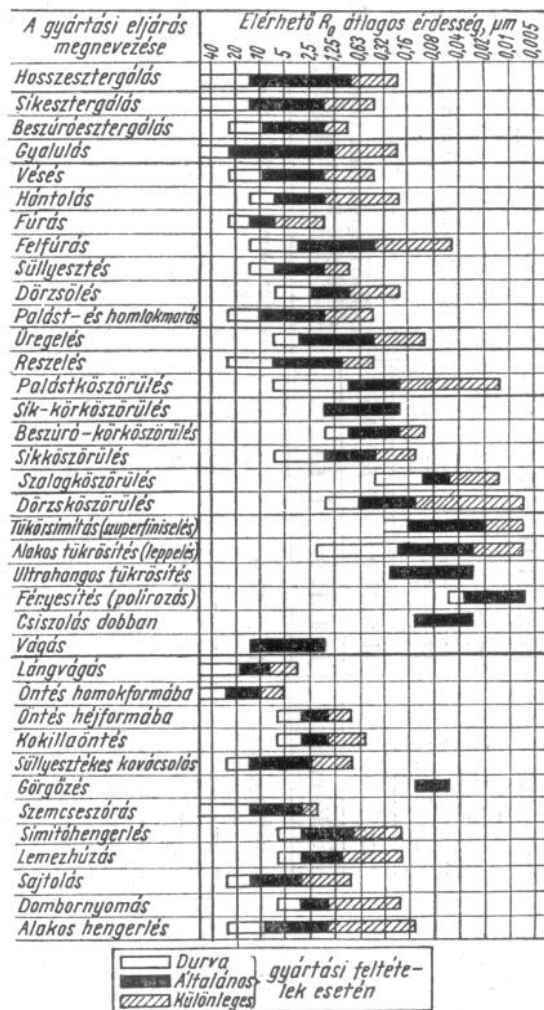 A gyártási eljárás megnevezése
Elérhető Rₐ átlagos érdesség, μm
40 20 10 5 2,5 1,25 0,63 0,32 0,16 0,08 0,04 0,02 0,01 0,005
Hosszesztergálás
Síkesztergálás
Beszúróesztergálás
Gyalulás
Vésés
Hántolás
Fúrás
Felfúrás
Süllyesztés
Dörzsölés
Palást- és homlokmarás
Üregelés
Reszelés
Palástköszörülés
Sík-körköszörülés
Beszúró-körköszörülés
Síkköszörülés
Szalagköszörülés
Dörzsköszörülés
Tükörsimítás (szuperfiniselés)
Alakos tükrösítés (leppelés)
Ultrahangos tükrösítés
Fényesítés (polírozás)
Csiszolás dobban
Vágás
Lángvágás
Öntés homokformába
Öntés héjformába
Kokillaöntés
Süllyesztékes kovácsolás
Görgőzés
Szemcseszórás
Simítóhengerlés
Lemezhúzás
Sajtolás
Dombornyomás
Alakos hengerlés
Durva
Általános
Különleges
gyártási feltéte-
lek esetén